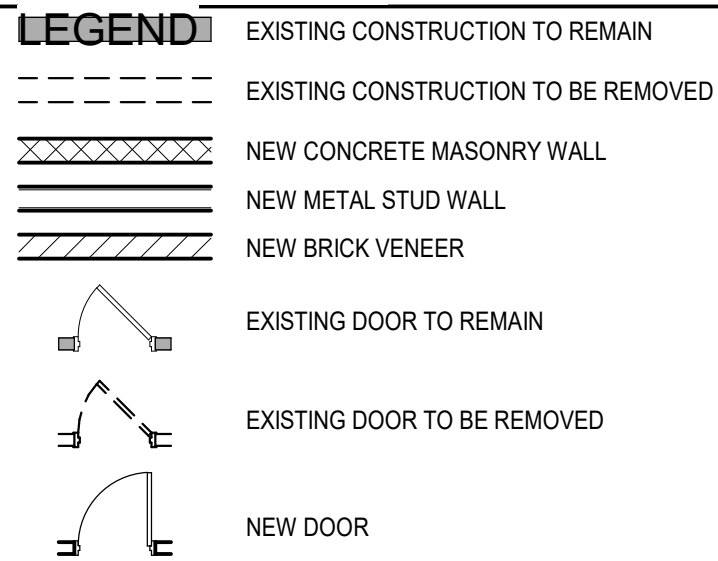 LEGEND
EXISTING CONSTRUCTION TO REMAIN
EXISTING CONSTRUCTION TO BE REMOVED
NEW CONCRETE MASONRY WALL
NEW METAL STUD WALL
NEW BRICK VENEER
EXISTING DOOR TO REMAIN
EXISTING DOOR TO BE REMOVED
NEW DOOR